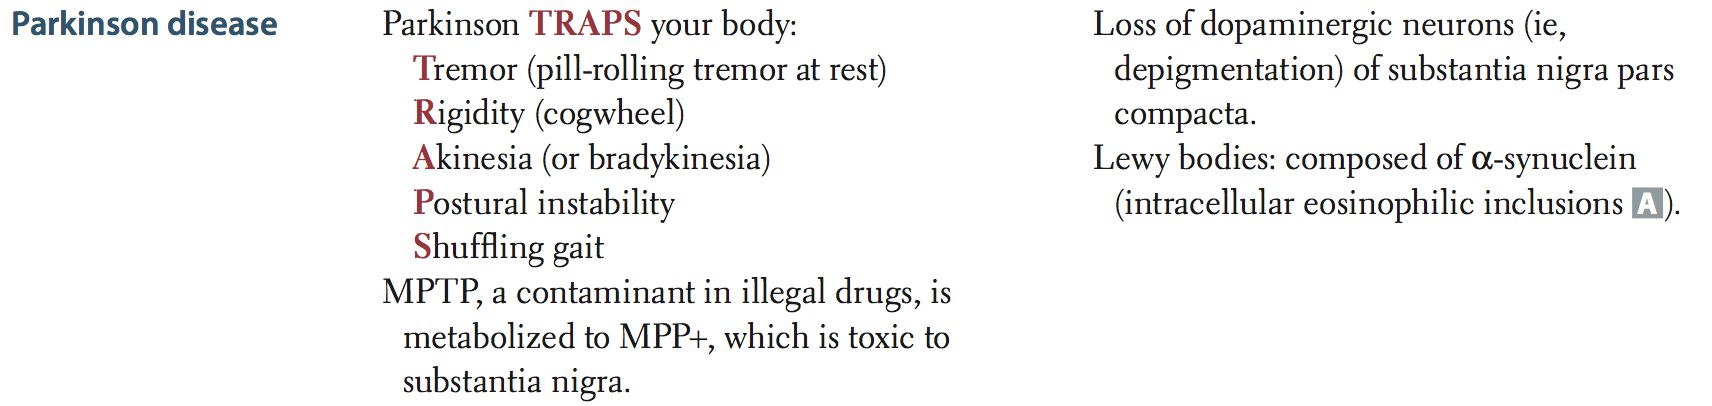 Parkinson disease
Parkinson TRAPS your body:
Tremor (pill-rolling tremor at rest)
Rigidity (cogwheel)
Akinesia (or bradykinesia)
Postural instability
Shuffling gait
MPTP, a contaminant in illegal drugs, is
metabolized to MPP+, which is toxic to
substantia nigra.
Loss of dopaminergic neurons (ie,
depigmentation) of substantia nigra pars
compacta.
Lewy bodies: composed of α-synuclein
(intracellular eosinophilic inclusions A).